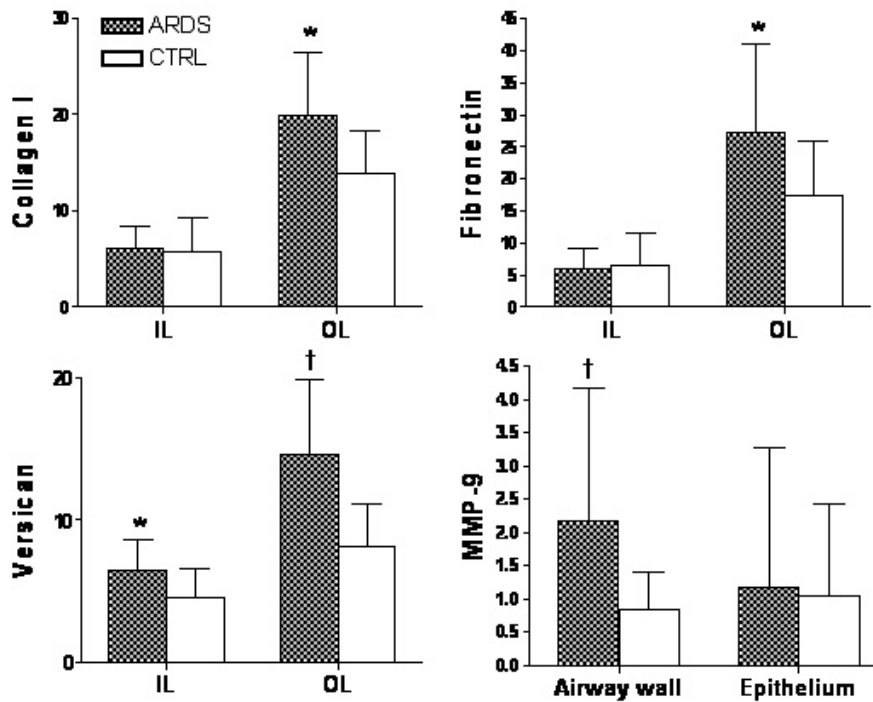 ARDS
CTRL
*
Collagen I
30
20
10
0
IL
OL
*
Fibronectin
45
40
35
30
25
20
15
10
5
0
IL
OL
*
†
Versican
20
10
0
IL
OL
†
MMP-9
4.5
4.0
3.5
3.0
2.5
2.0
1.5
1.0
0.5
0.0
Airway wall
Epithelium